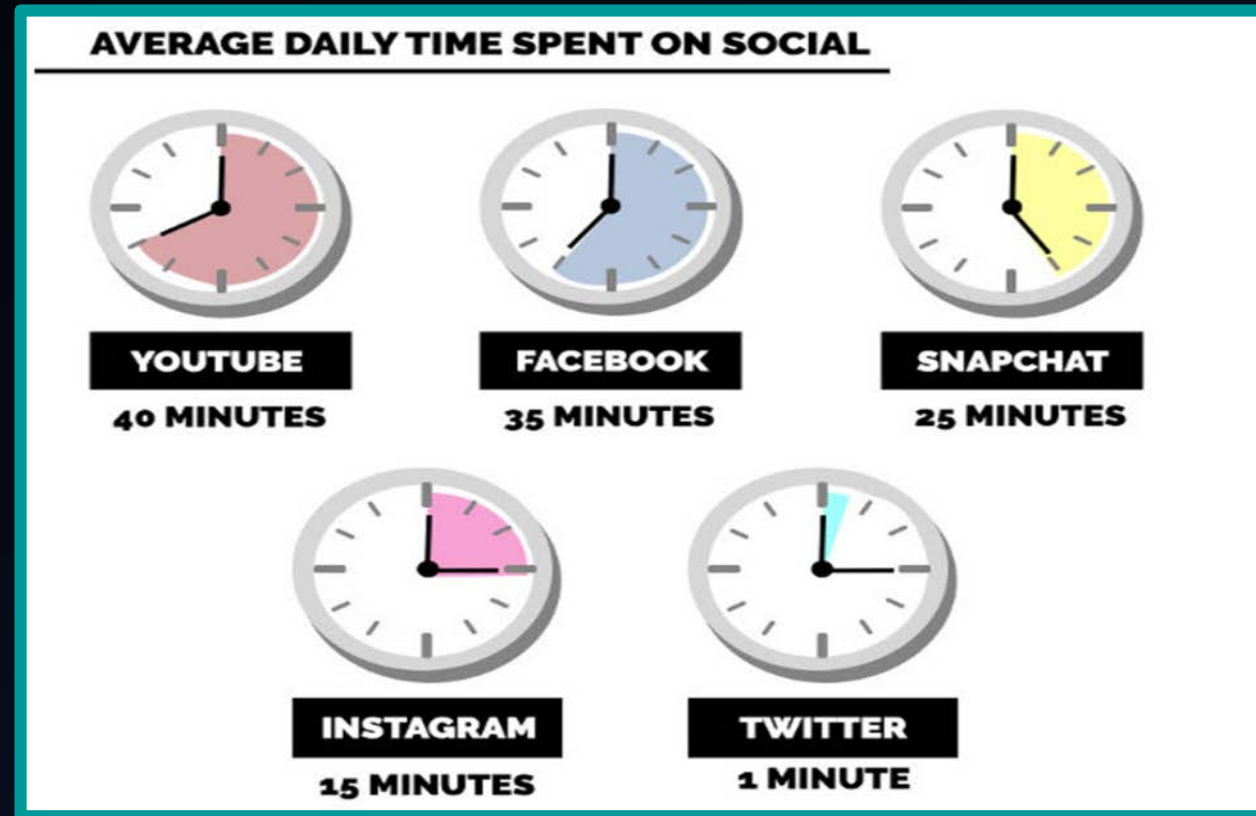 AVERAGE DAILY TIME SPENT ON SOCIAL
YOUTUBE
40 MINUTES
FACEBOOK
35 MINUTES
SNAPCHAT
25 MINUTES
INSTAGRAM
15 MINUTES
TWITTER
1 MINUTE